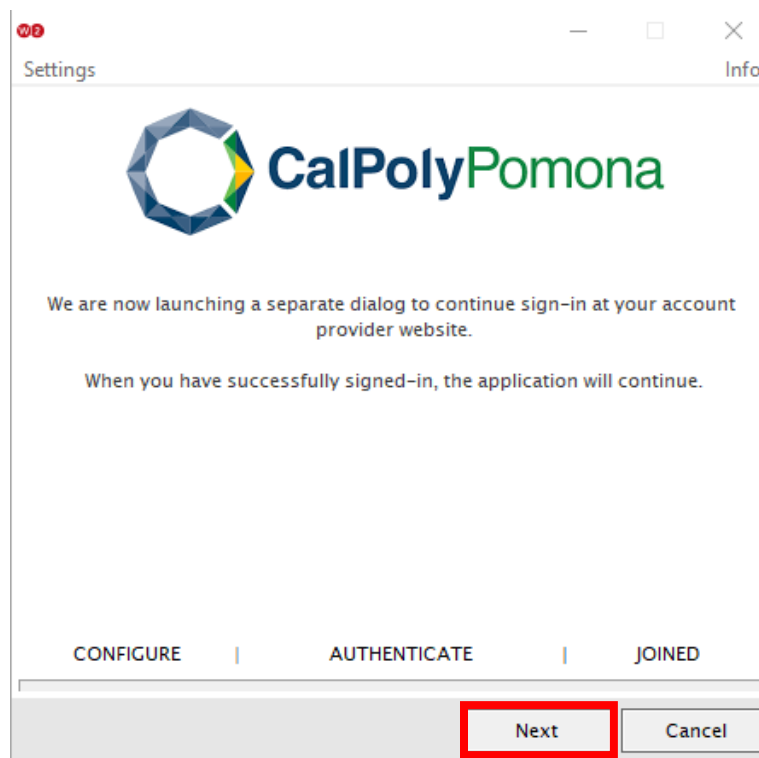 W2
Settings Info
CalPolyPomona
We are now launching a separate dialog to continue sign-in at your account
provider website.
When you have successfully signed-in, the application will continue.
CONFIGURE | AUTHENTICATE | JOINED
Next Cancel